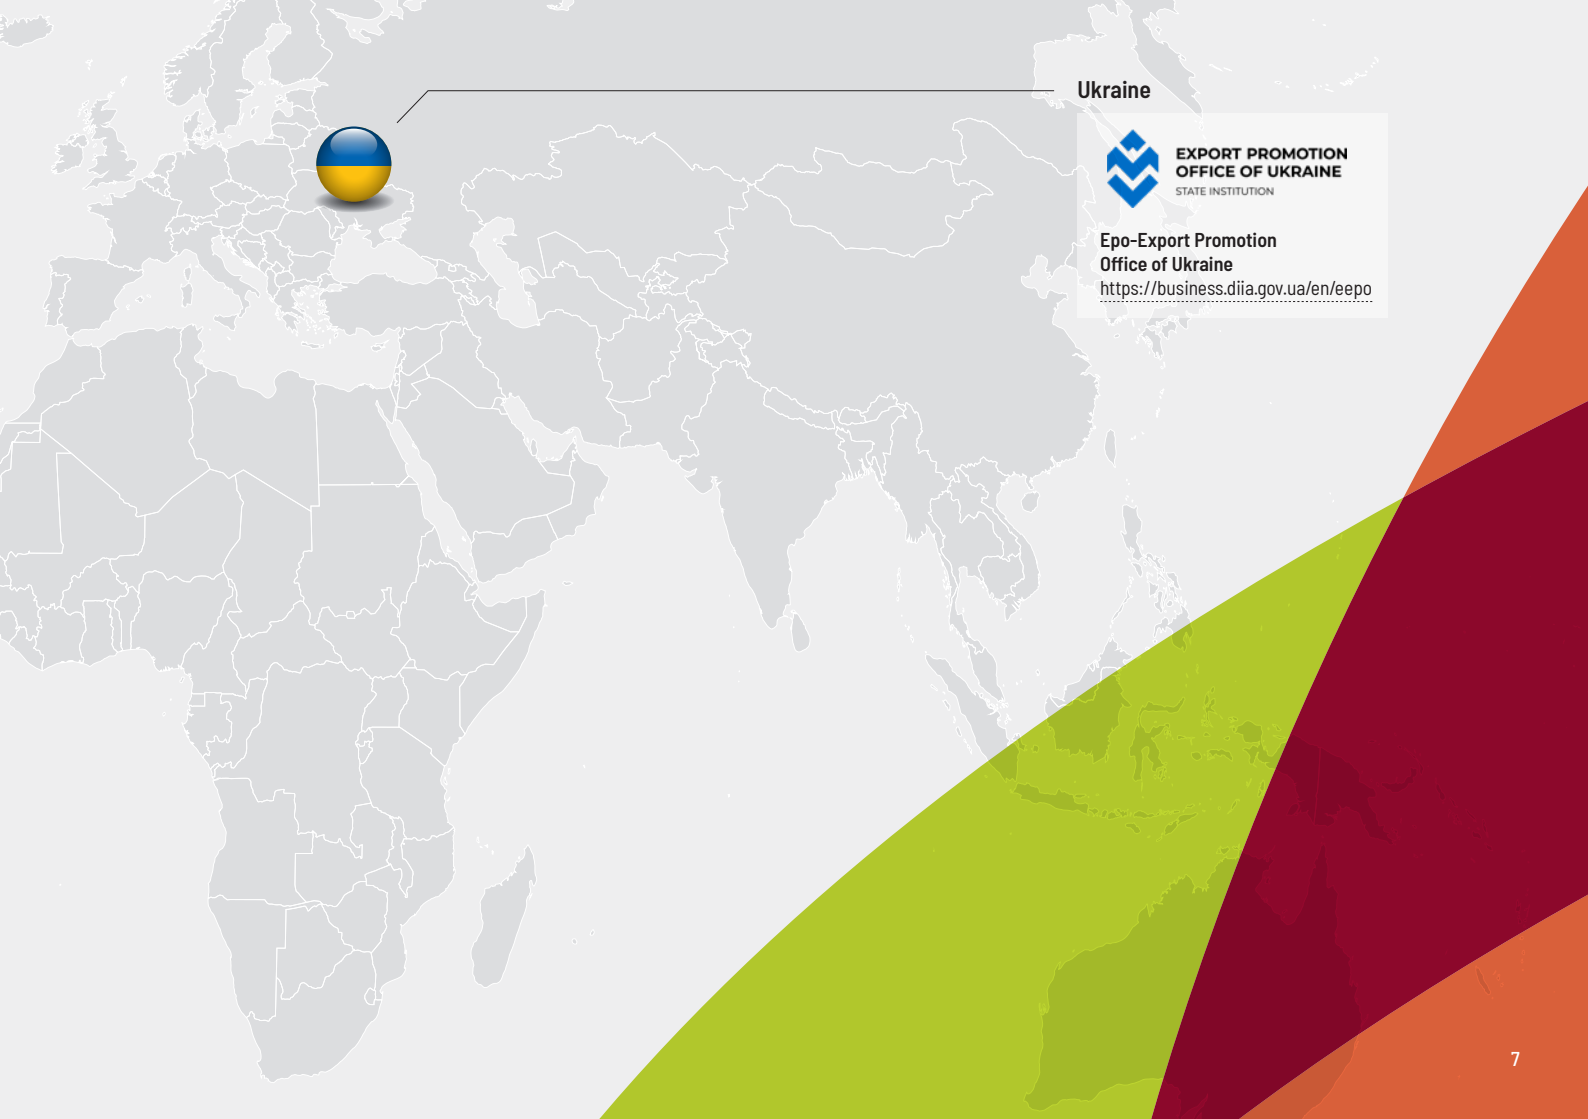 Ukraine
EXPORT PROMOTION
OFFICE OF UKRAINE
STATE INSTITUTION
Epo-Export Promotion
Office of Ukraine
https://business.diia.gov.ua/en/eepo
7